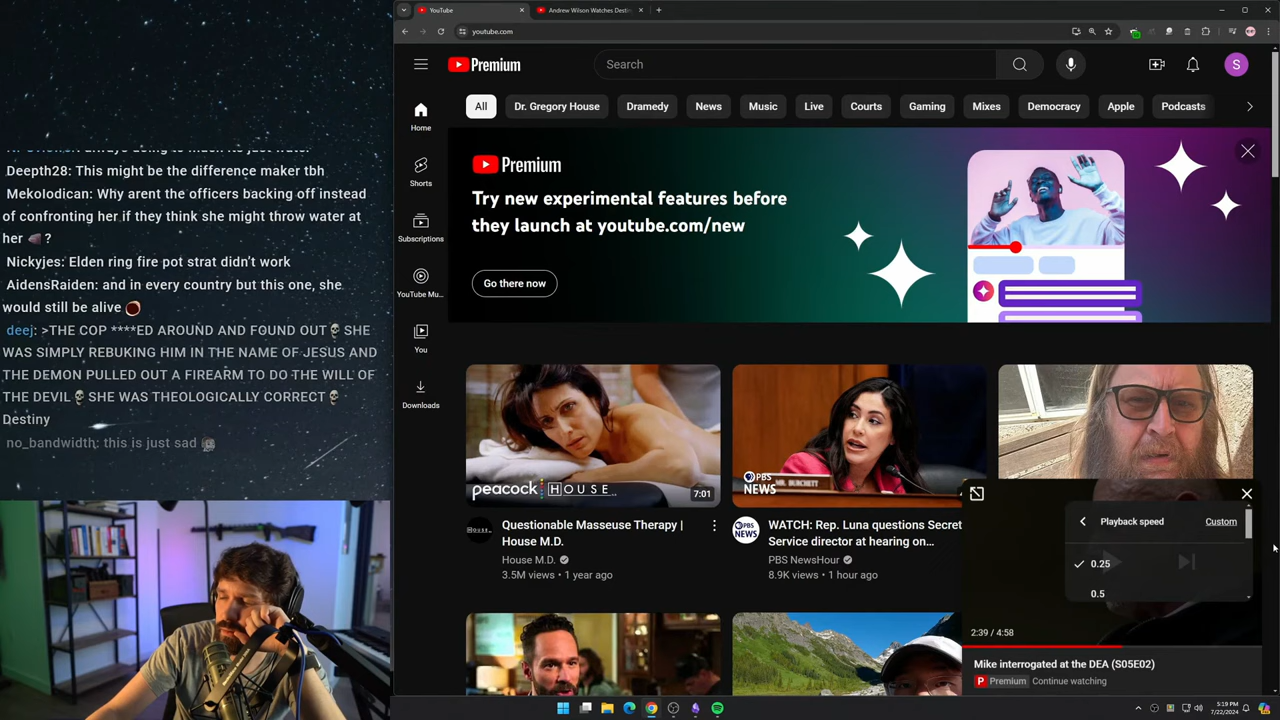 YouTube
Andrew Wilson Watches Desti
youtube.com
Premium
Search
S
All
Dr. Gregory House
Dramedy
News
Music
Live
Courts
Gaming
Mixes
Democracy
Apple
Podcasts
Home
Shorts
Subscriptions
YouTube Mu...
You
Downloads
Premium
Try new experimental features before
they launch at youtube.com/new
Go there now
Deepth28: This might be the difference maker tbh
MekoIodican: Why arent the officers backing off instead
of confronting her if they think she might throw water at
her ?
Nickyjes: Elden ring fire pot strat didn't work
AidensRaiden: and in every country but this one, she
would still be alive
deej: >THE COP ****ED AROUND AND FOUND OUT SHE
WAS SIMPLY REBUKING HIM IN THE NAME OF JESUS AND
THE DEMON PULLED OUT A FIREARM TO DO THE WILL OF
THE DEVIL SHE WAS THEOLOGICALLY CORRECT
Destiny
no_bandwidth: this is just sad
peacock HOUSE
7:01
Questionable Masseuse Therapy |
House M.D.
House M.D.
3.5M views • 1 year ago
MR. BURCHETT
PBS
NEWS
WATCH: Rep. Luna questions Secret
Service director at hearing on...
PBS NewsHour
8.9K views • 1 hour ago
Playback speed
Custom
0.25
0.5
2:39 / 4:58
Mike interrogated at the DEA (S05E02)
Premium
Continue watching
5:19 PM
7/22/2024